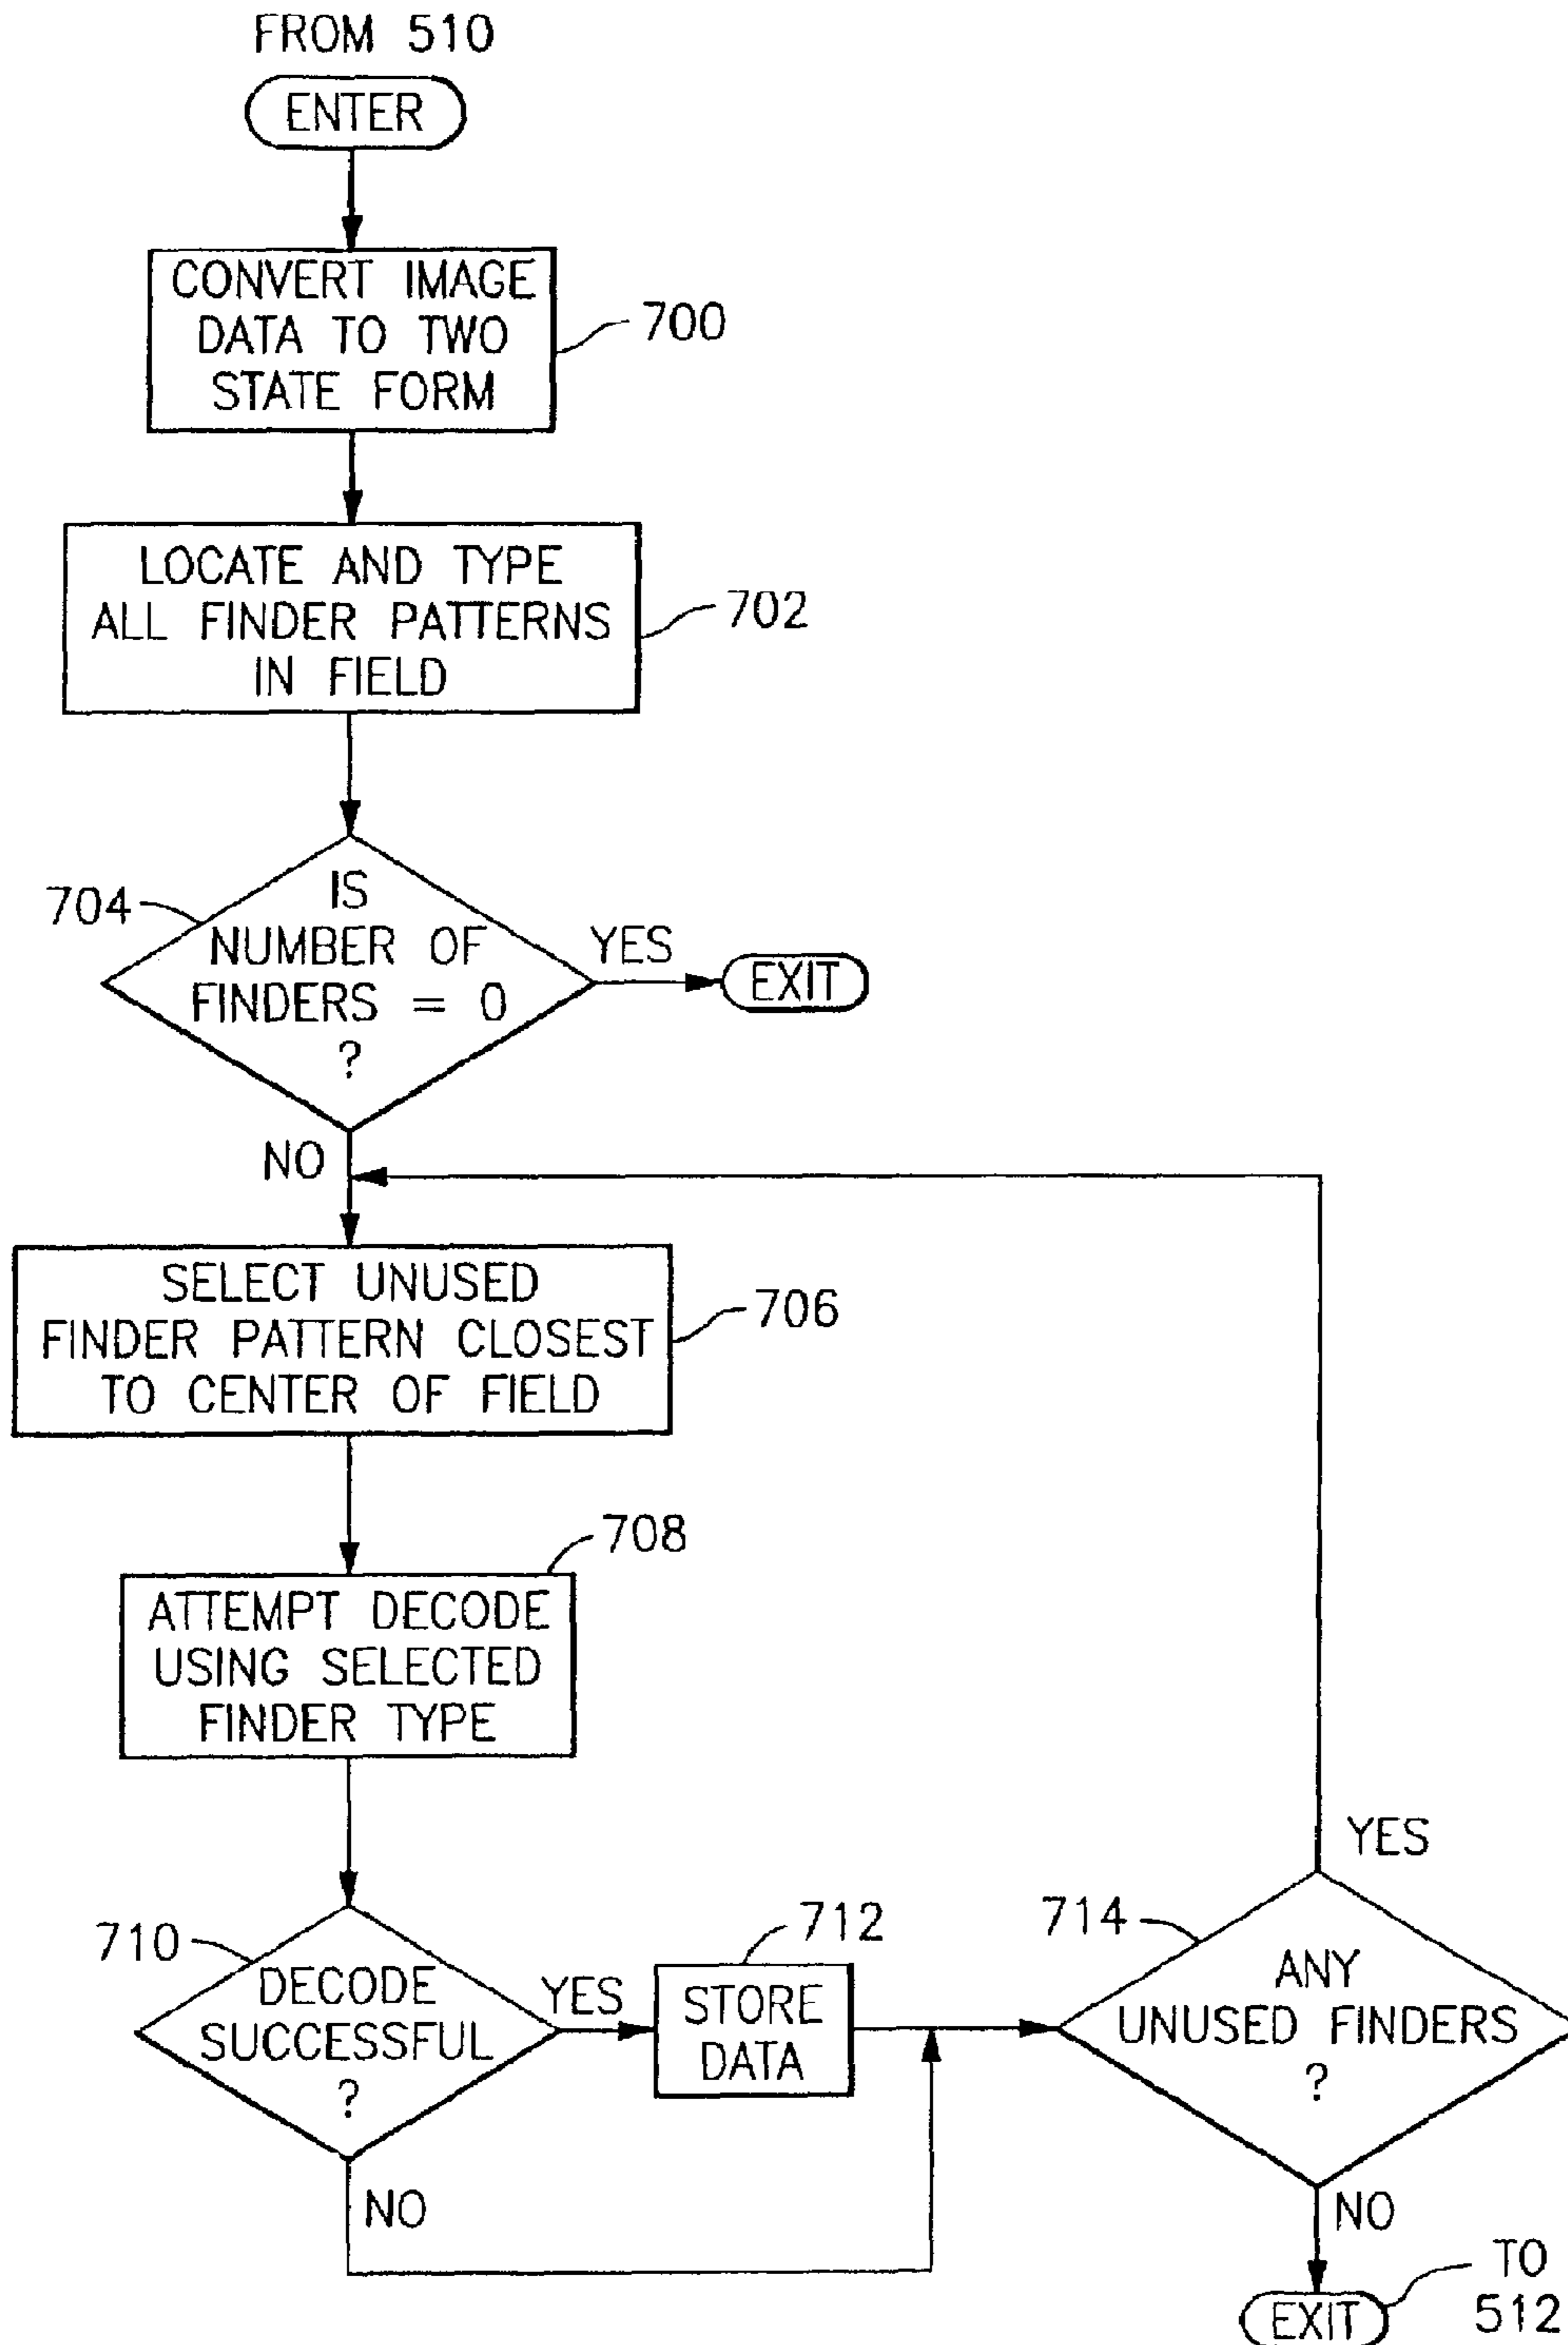 FROM 510
ENTER
CONVERT IMAGE
DATA TO TWO
STATE FORM
700
LOCATE AND TYPE
ALL FINDER PATTERNS
IN FIELD
702
704
IS
NUMBER OF
FINDERS = 0
?
YES
EXIT
NO
SELECT UNUSED
FINDER PATTERN CLOSEST
TO CENTER OF FIELD
706
708
ATTEMPT DECODE
USING SELECTED
FINDER TYPE
710
DECODE
SUCCESSFUL
?
YES
712
STORE
DATA
NO
714
YES
ANY
UNUSED FINDERS
?
NO
EXIT
TO
512